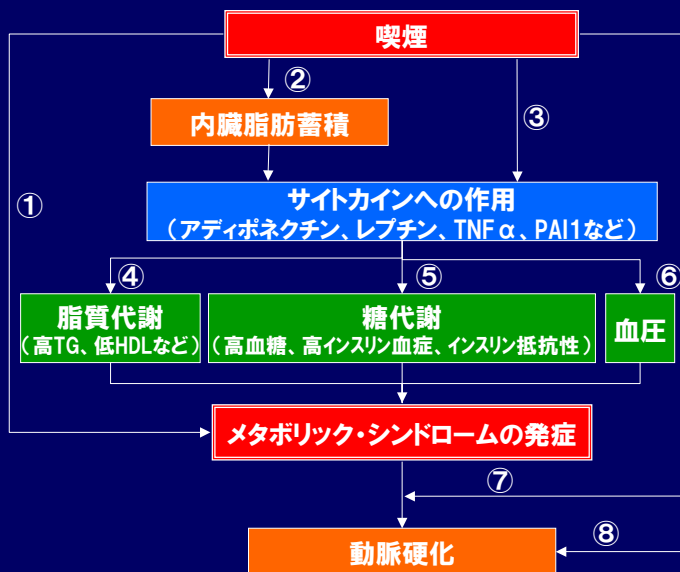 喫煙
②
内臓脂肪蓄積
③
①
サイトカインへの作用
（アディポネクチン、レプチン、TNFα、PAI1など）
④
⑤
⑥
脂質代謝
（高TG、低HDLなど）
糖代謝
（高血糖、高インスリン血症、インスリン抵抗性）
血圧
メタボリック・シンドロームの発症
⑦
⑧
動脈硬化